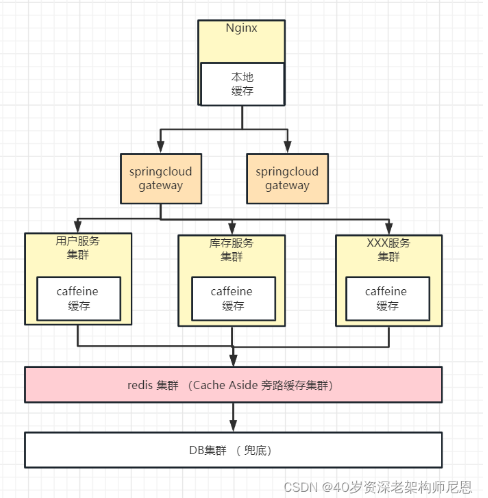 Nginx
本地
缓存
springcloud
gateway
springcloud
gateway
用户服务
集群
caffeine
缓存
库存服务
集群
caffeine
缓存
XXX服务
集群
caffeine
缓存
redis 集群 （Cache Aside 旁路缓存集群）
DB集群 （ 兜底）
CSDN @40岁资深老架构师尼恩